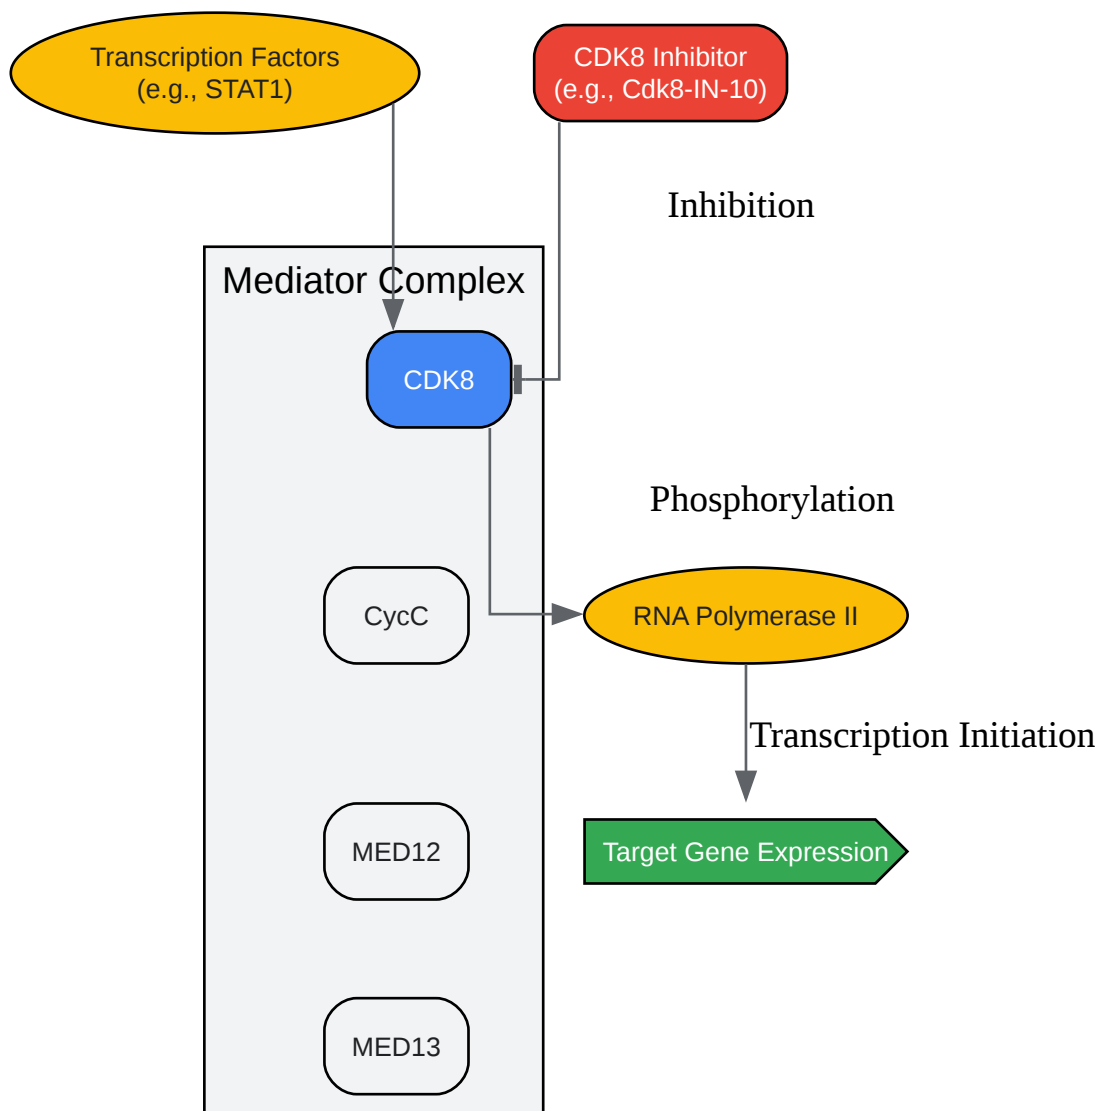 Transcription Factors
(e.g., STAT1)
CDK8 Inhibitor
(e.g., Cdk8-IN-10)
Inhibition
Mediator Complex
CDK8
Phosphorylation
CycC
RNA Polymerase II
Transcription Initiation
MED12
Target Gene Expression
MED13